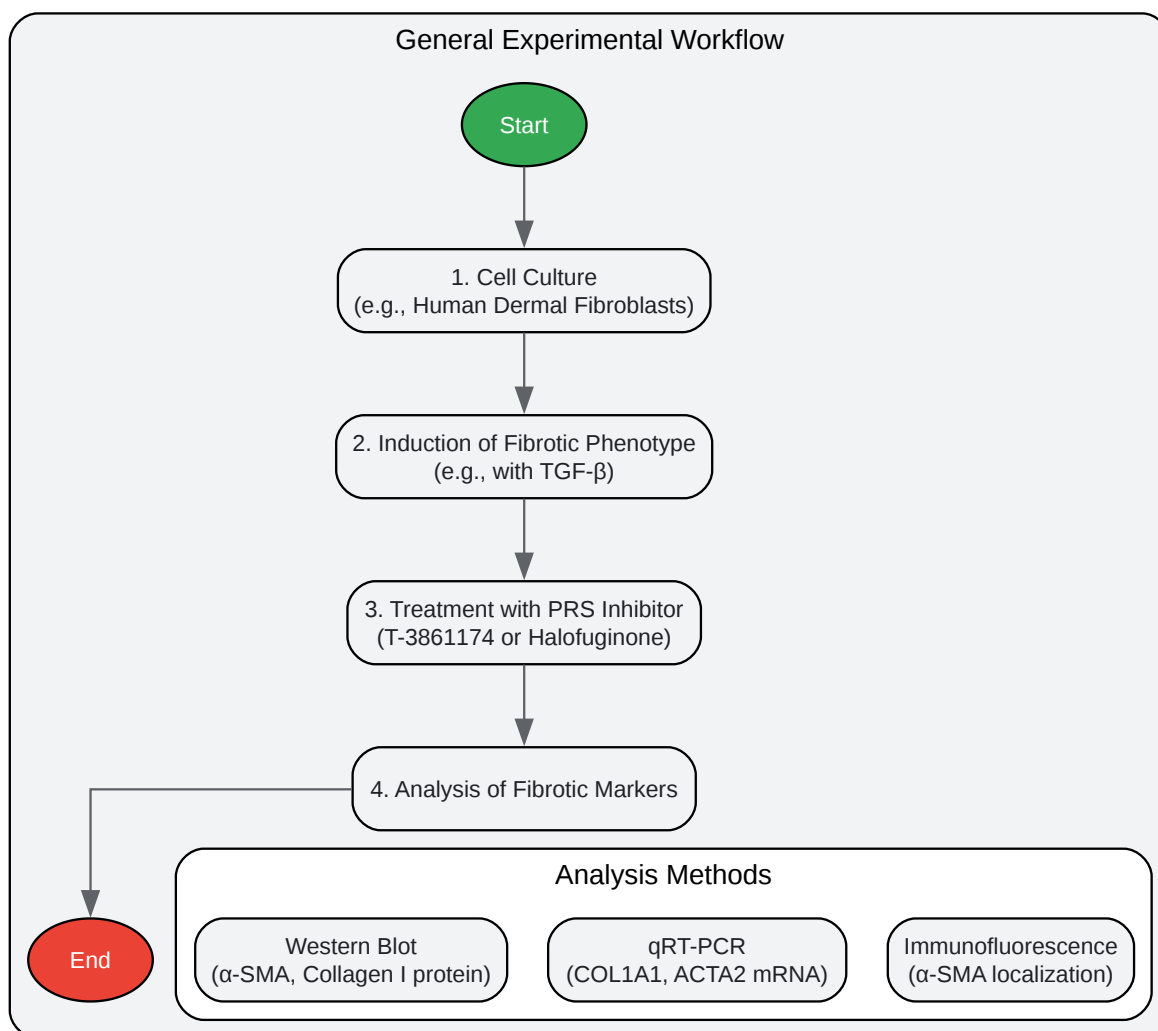 General Experimental Workflow
Start
1. Cell Culture
(e.g., Human Dermal Fibroblasts)
2. Induction of Fibrotic Phenotype
(e.g., with TGF-β)
3. Treatment with PRS Inhibitor
(T-3861174 or Halofuginone)
4. Analysis of Fibrotic Markers
Analysis Methods
End
Western Blot
(α-SMA, Collagen I protein)
qRT-PCR
(COL1A1, ACTA2 mRNA)
Immunofluorescence
(α-SMA localization)